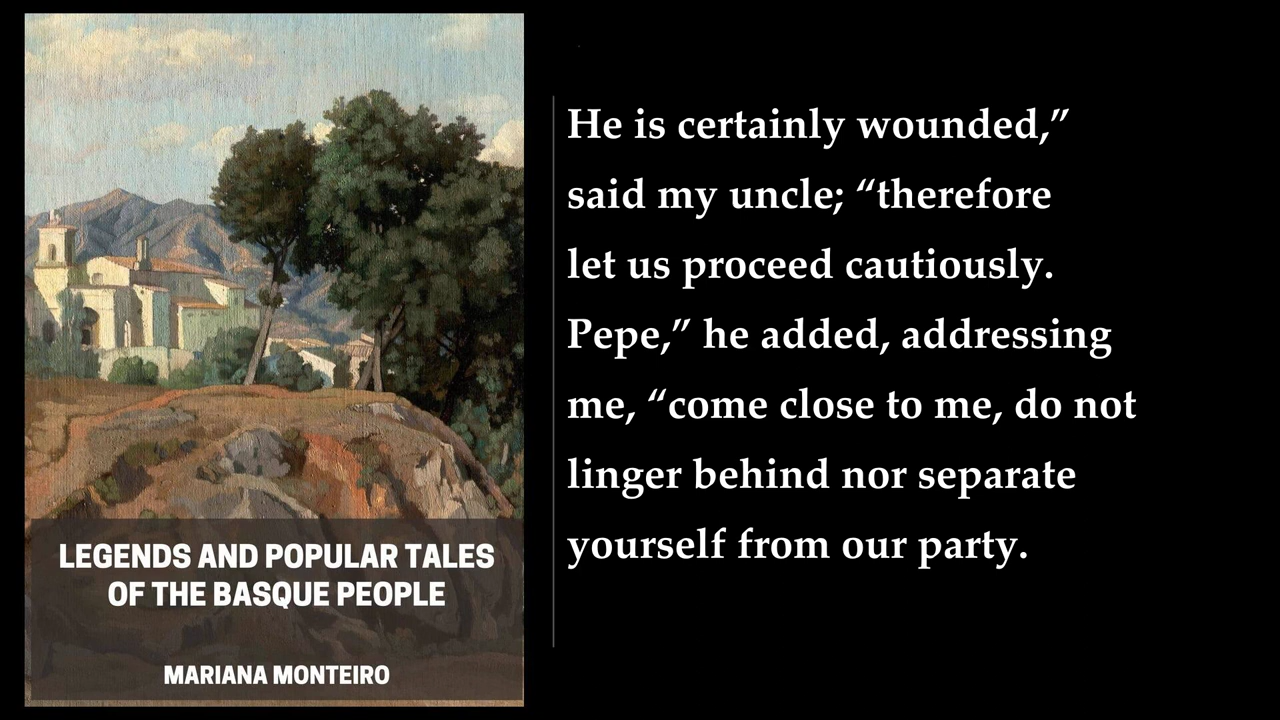 He is certainly wounded,”
said my uncle; “therefore
let us proceed cautiously.
Pepe,” he added, addressing
me, “come close to me, do not
linger behind nor separate
yourself from our party.
LEGENDS AND POPULAR TALES
OF THE BASQUE PEOPLE
MARIANA MONTEIRO